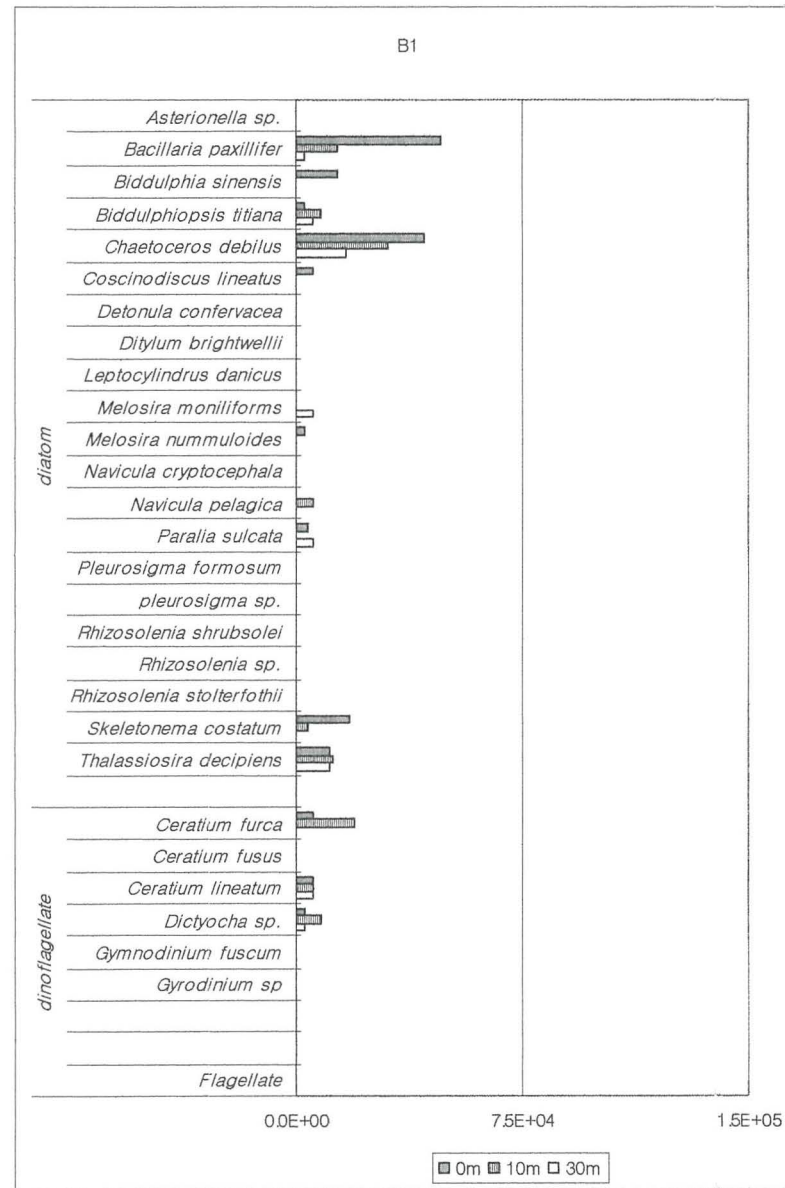 B1
Asterionella sp.
Bacillaria paxillifer
Biddulphia sinensis
Biddulphiopsis titiana
Chaetoceros debilus
Coscinodiscus lineatus
Detonula confervacea
Ditylum brightwellii
Leptocylindrus danicus
Melosira moniliforms
Melosira nummuloides
Navicula cryptocephala
Navicula pelagica
Paralia sulcata
Pleurosigma formosum
pleurosigma sp.
Rhizosolenia shrubsolei
Rhizosolenia sp.
Rhizosolenia stolterfothii
Skeletonema costatum
Thalassiosira decipiens
diatom
Ceratium furca
Ceratium fusus
Ceratium lineatum
Dictyocha sp.
Gymnodinium fuscum
Gyrodinium sp
dinoflagellate
Flagellate
0.0E+00 7.5E+04 1.5E+05
0m 10m 30m